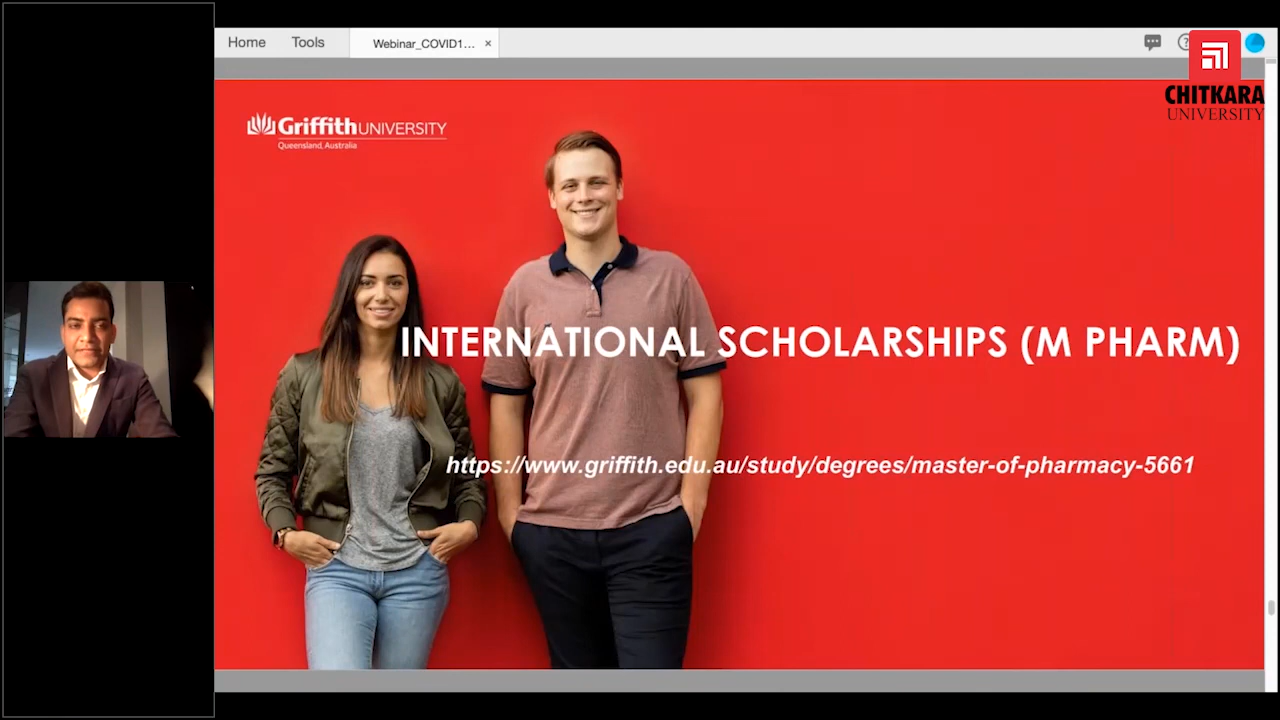 Home Tools Webinar_COVID1... ×
CHITKARA
UNIVERSITY
Griffith UNIVERSITY
Queensland, Australia
INTERNATIONAL SCHOLARSHIPS (M PHARM)
https://www.griffith.edu.au/study/degrees/master-of-pharmacy-5661